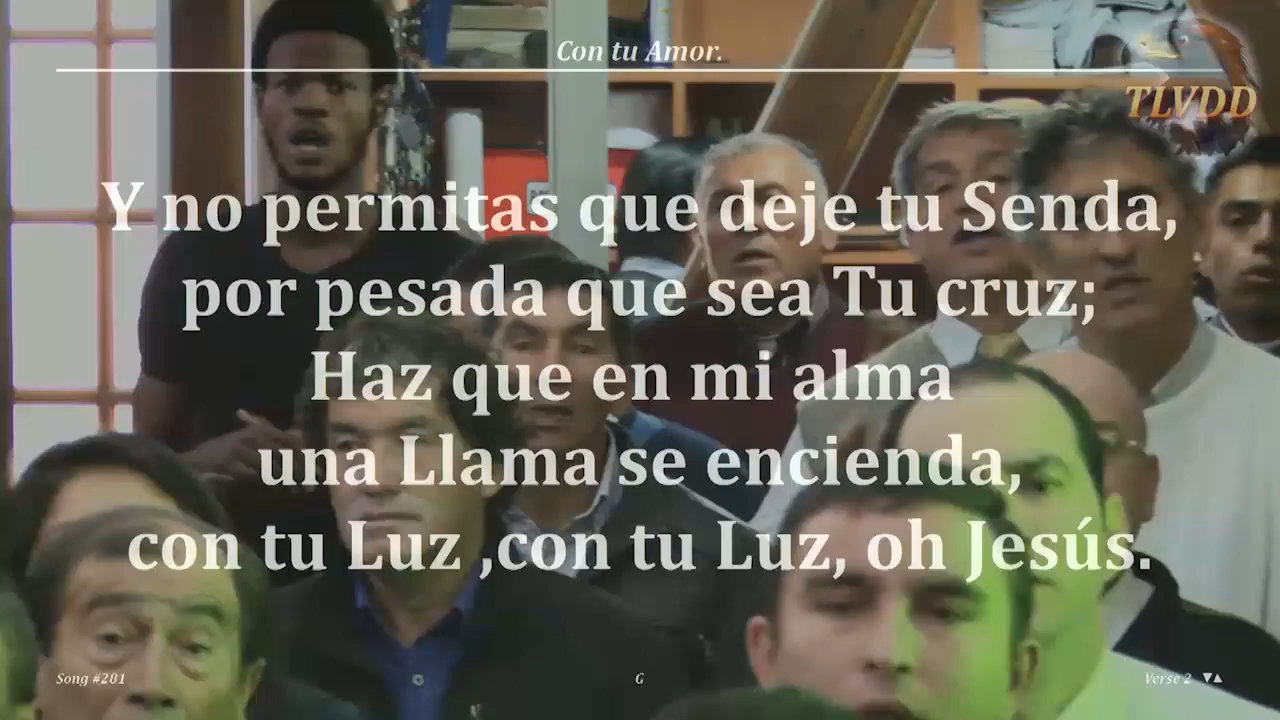 Con tu Amor.
TLVDD
Y no permitas que deje tu Senda,
por pesada que sea Tu cruz;
Haz que en mi alma
una Llama se encienda,
con tu Luz ,con tu Luz, oh Jesús.
Song #281
G
Verse 2 ▼▲